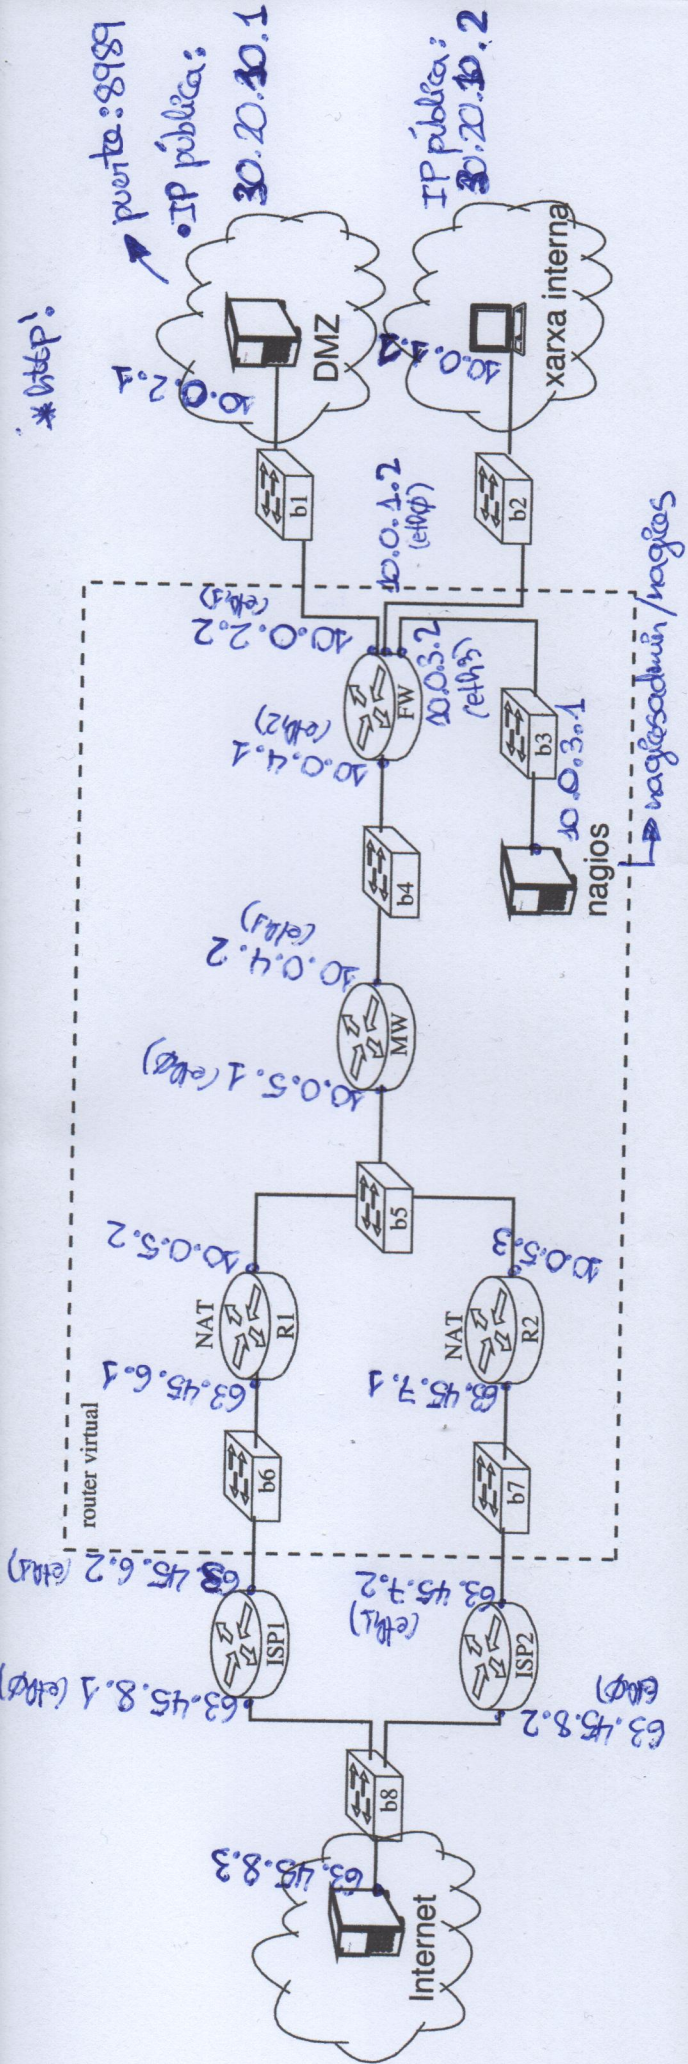 *http!
puerto: 8989
• IP pública:
30.20.10.1
IP pública:
30.20.10.2
10.0.2.1
DMZ
10.0.1.1
xarxa interna
b1
b2
10.0.2.2
(eth1)
10.0.1.2
(eth0)
10.0.3.2
(eth3)
FW
10.0.4.1
(eth2)
b3
10.0.3.1
nagios
nagiosadmin/nagios
b4
10.0.4.2
(eth1)
MW
10.0.5.1 (eth0)
b5
10.0.5.2
NAT
R1
63.45.6.1
10.0.5.3
NAT
R2
63.45.7.1
router virtual
b6
b7
63.45.6.2 (eth1)
ISP1
63.45.8.1 (eth0)
63.45.7.2
(eth1)
ISP2
63.45.8.2
(eth0)
b8
63.45.8.3
Internet